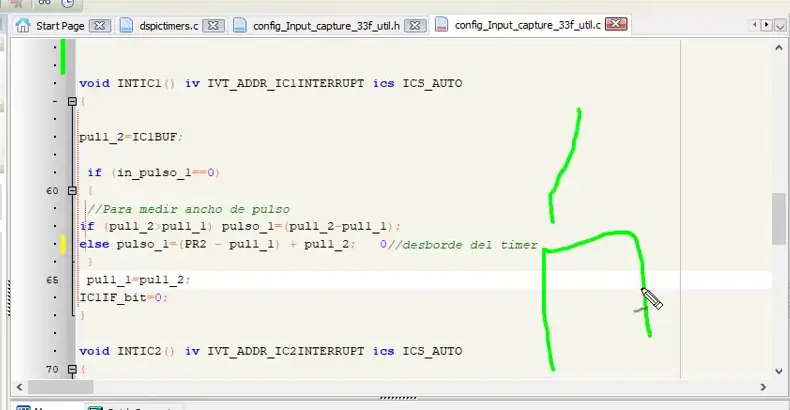 Start Page dspictimers.c config_Input_capture_33f_util.h config_Input_capture_33f_util.c
void INTIC1() iv IVT_ADDR_IC1INTERRUPT ics ICS_AUTO
{
pul1_2=IC1BUF;
if (in_pulso_1==0)
60 {
//Para medir ancho de pulso
if (pul1_2>pul1_1) pulso_1=(pul1_2-pul1_1);
else pulso_1=(PR2 - pul1_1) + pul1_2; 0//desborde del timer
}
65 pul1_1=pul1_2;
IC1IF_bit=0;
}
void INTIC2() iv IVT_ADDR_IC2INTERRUPT ics ICS_AUTO
70 {